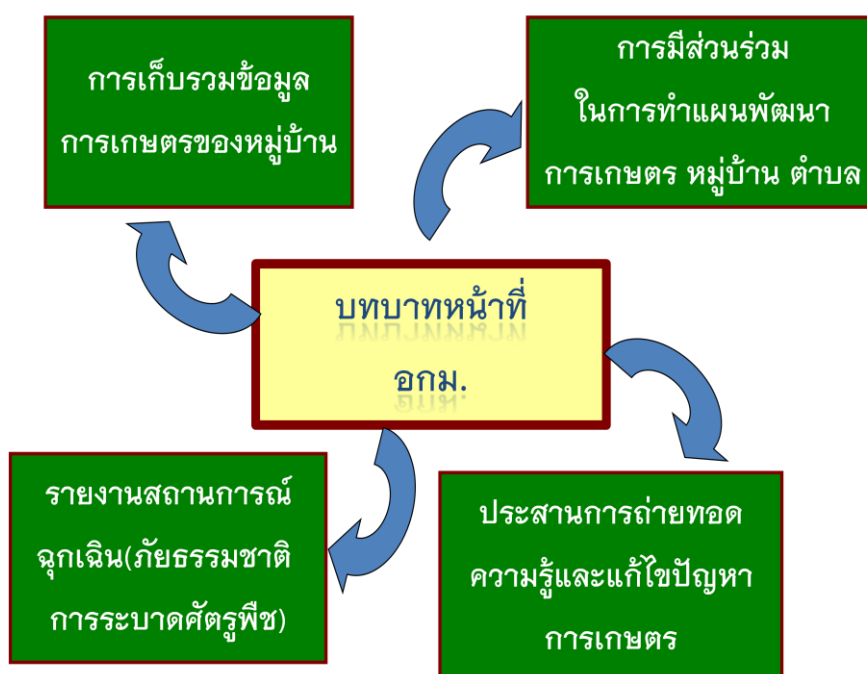 การเก็บรวมข้อมูล
การเกษตรของหมู่บ้าน
การมีส่วนร่วม
ในการทำแผนพัฒนา
การเกษตร หมู่บ้าน ตำบล
บทบาทหน้าที่
อกม.
รายงานสถานการณ์
ฉุกเฉิน(ภัยธรรมชาติ
การระบาดศัตรูพืช)
ประสานการถ่ายทอด
ความรู้และแก้ไขปัญหา
การเกษตร